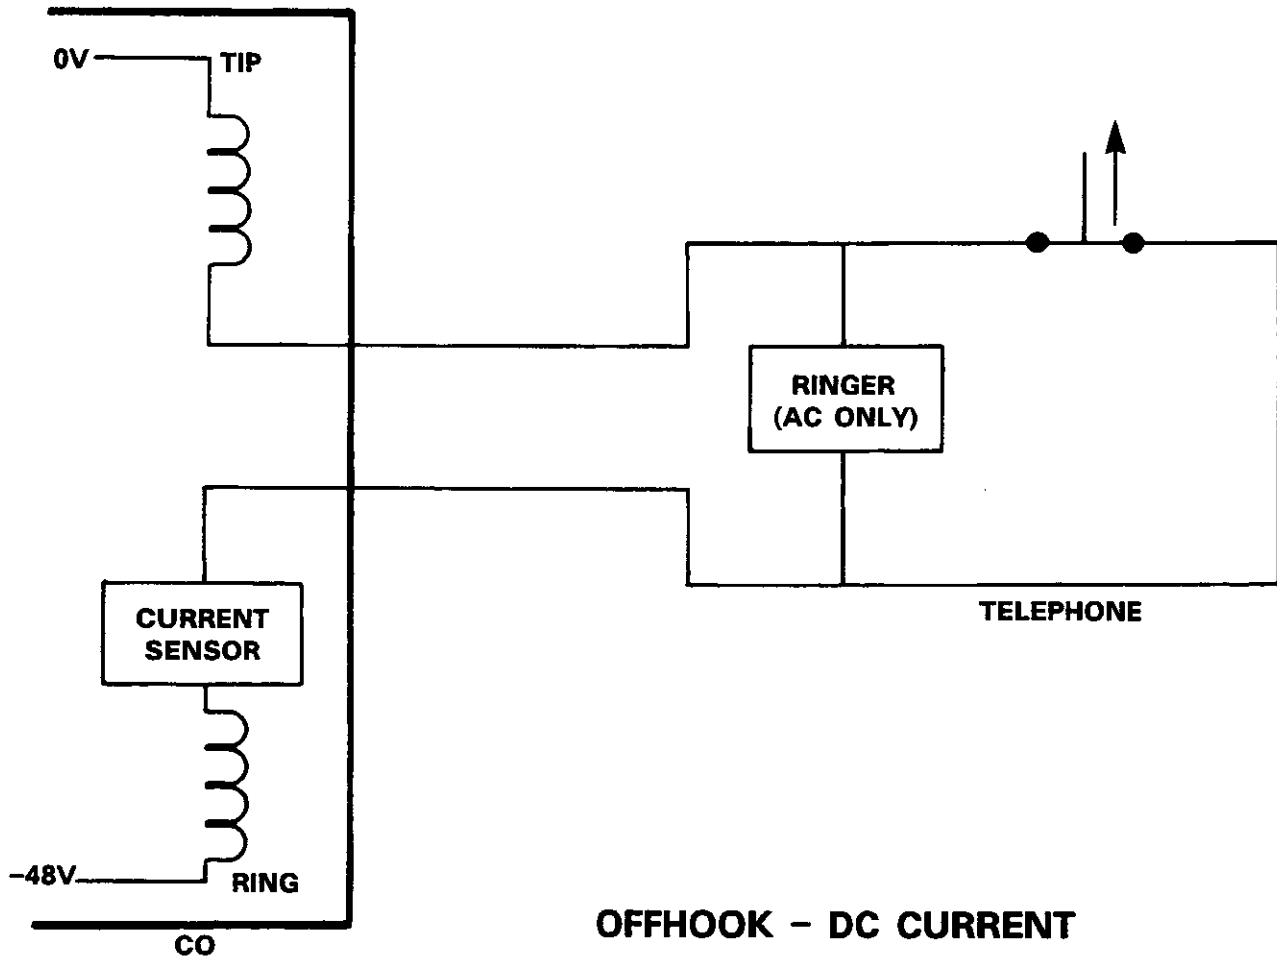 0V
TIP
RINGER
(AC ONLY)
CURRENT
SENSOR
TELEPHONE
–48V
RING
CO
OFFHOOK – DC CURRENT